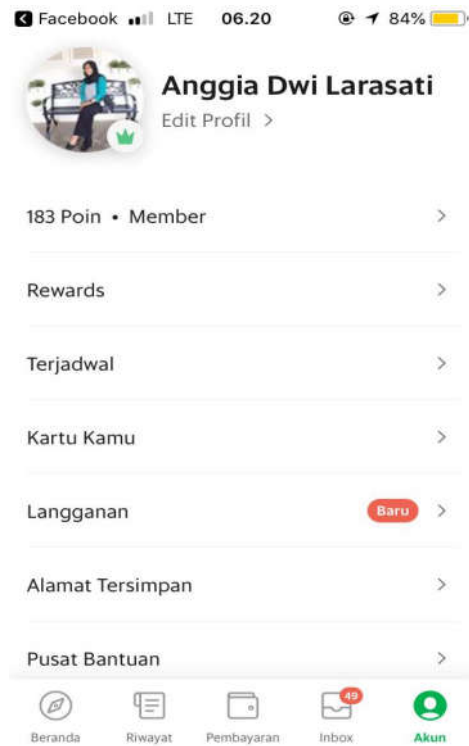 Facebook LTE 06.20 84%
Anggia Dwi Larasati
Edit Profil >
183 Poin • Member >
Rewards >
Terjadwal >
Kartu Kamu >
Langganan Baru >
Alamat Tersimpan >
Pusat Bantuan >
49
Beranda Riwayat Pembayaran Inbox Akun